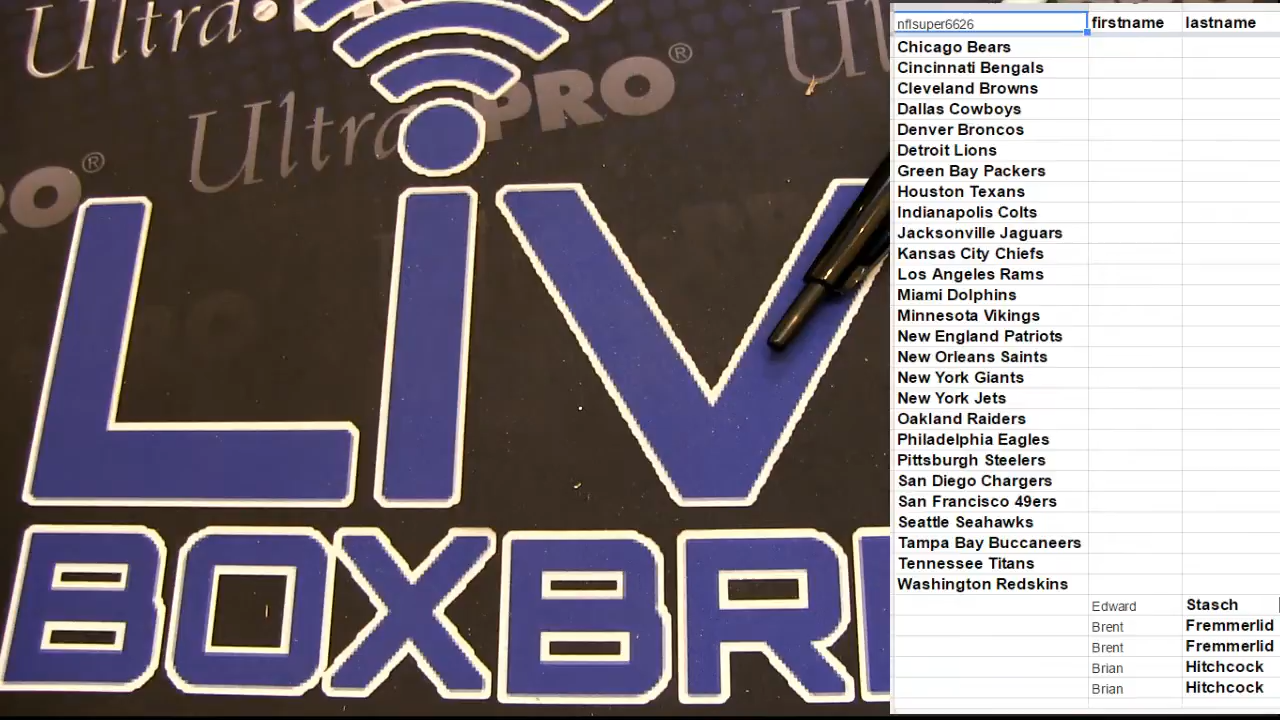 Ultra PRO
Ultra PRO®
Ul
RO®
LiV
BOXBR
nflsuper6626 firstname lastname
Chicago Bears
Cincinnati Bengals
Cleveland Browns
Dallas Cowboys
Denver Broncos
Detroit Lions
Green Bay Packers
Houston Texans
Indianapolis Colts
Jacksonville Jaguars
Kansas City Chiefs
Los Angeles Rams
Miami Dolphins
Minnesota Vikings
New England Patriots
New Orleans Saints
New York Giants
New York Jets
Oakland Raiders
Philadelphia Eagles
Pittsburgh Steelers
San Diego Chargers
San Francisco 49ers
Seattle Seahawks
Tampa Bay Buccaneers
Tennessee Titans
Washington Redskins
Edward Stasch
Brent Fremmerlid
Brent Fremmerlid
Brian Hitchcock
Brian Hitchcock